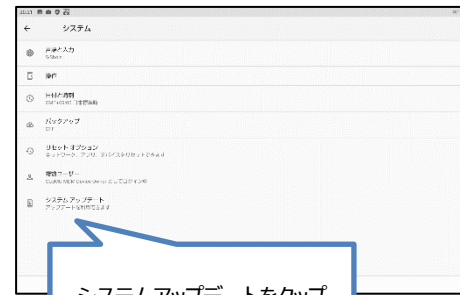 システム
言語と入力
操作
日付と時刻
バックアップ
OFF
リセット オプション
ネットワーク、アプリ、デバイスをリセットできます
複数ユーザー
システム アップデート
アップデートを利用できます
システムアップデートをタップ